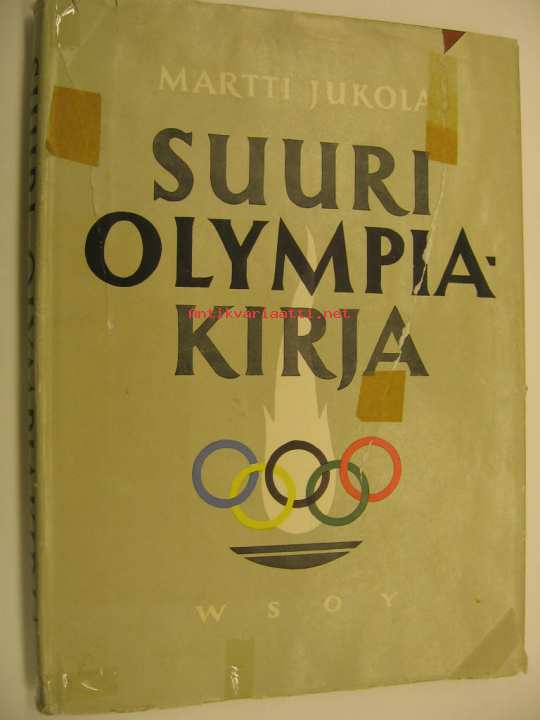 MARTTI JUKOLA
SUURI
OLYMPIA-
antikvariaatti.net
KIRJA
WSOY